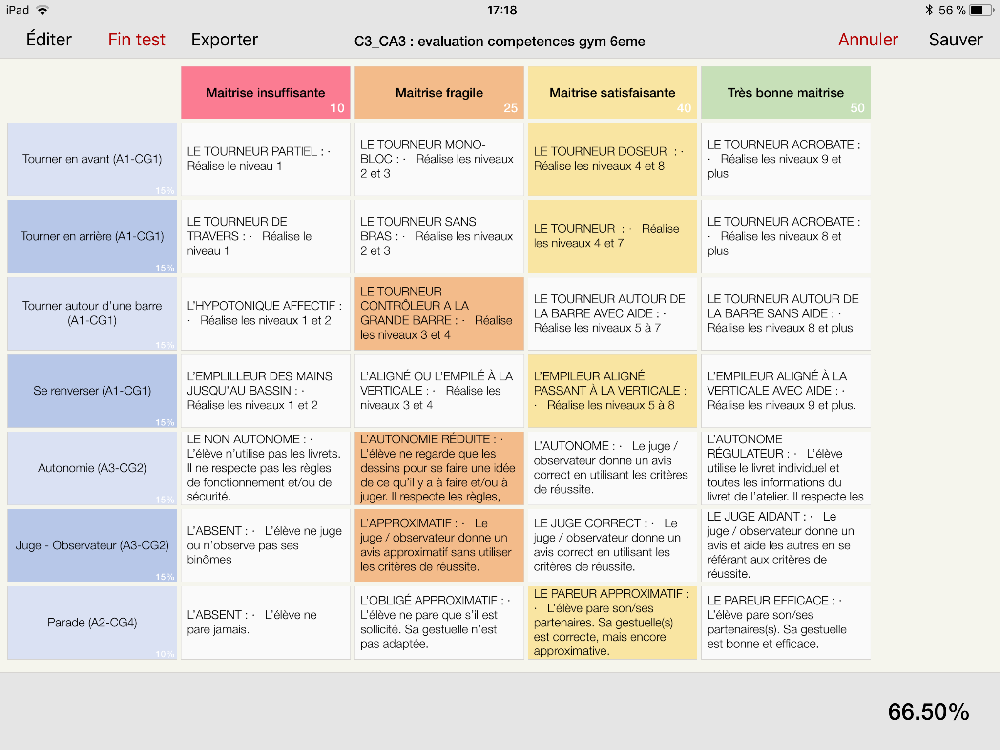 iPad
17:18
56 %
Éditer
Fin test
Exporter
C3_CA3 : evaluation competences gym 6eme
Annuler
Sauver
Maitrise insuffisante
10
Maitrise fragile
25
Maitrise satisfaisante
40
Très bonne maitrise
50
Tourner en avant (A1-CG1)
15%
LE TOURNEUR PARTIEL : ·
Réalise le niveau 1
LE TOURNEUR MONO-
BLOC : · Réalise les niveaux
2 et 3
LE TOURNEUR DOSEUR : ·
Réalise les niveaux 4 et 8
LE TOURNEUR ACROBATE :
· Réalise les niveaux 9 et
plus
Tourner en arrière (A1-CG1)
15%
LE TOURNEUR DE
TRAVERS : · Réalise le
niveau 1
LE TOURNEUR SANS
BRAS : · Réalise les niveaux
2 et 3
LE TOURNEUR : · Réalise
les niveaux 4 et 7
LE TOURNEUR ACROBATE :
· Réalise les niveaux 8 et
plus
Tourner autour d’une barre
(A1-CG1)
15%
L’HYPOTONIQUE AFFECTIF :
· Réalise les niveaux 1 et 2
LE TOURNEUR
CONTRÔLEUR A LA
GRANDE BARRE : · Réalise
les niveaux 3 et 4
LE TOURNEUR AUTOUR DE
LA BARRE AVEC AIDE : ·
Réalise les niveaux 5 à 7
LE TOURNEUR AUTOUR DE
LA BARRE SANS AIDE : ·
Réalise les niveaux 8 et plus
Se renverser (A1-CG1)
15%
L’EMPLILLEUR DES MAINS
JUSQU’AU BASSIN : ·
Réalise les niveaux 1 et 2
L’ALIGNÉ OU L’EMPILÉ À LA
VERTICALE : · Réalise les
niveaux 3 et 4
L’EMPILEUR ALIGNÉ
PASSANT À LA VERTICALE :
· Réalise les niveaux 5 à 8
L’EMPILEUR ALIGNÉ À LA
VERTICALE AVEC AIDE : ·
Réalise les niveaux 9 et plus.
Autonomie (A3-CG2)
15%
LE NON AUTONOME : ·
L’élève n’utilise pas les livrets.
Il ne respecte pas les règles
de fonctionnement et/ou de
sécurité.
L’AUTONOMIE RÉDUITE : ·
L’élève ne regarde que les
dessins pour se faire une idée
de ce qu’il y a à faire et/ou à
juger. Il respecte les règles,
L’AUTONOME : · Le juge /
observateur donne un avis
correct en utilisant les critères
de réussite.
L’AUTONOME
RÉGULATEUR : · L’élève
utilise le livret individuel et
toutes les informations du
livret de l’atelier. Il respecte les
Juge - Observateur (A3-CG2)
15%
L’ABSENT : · L’élève ne juge
ou n’observe pas ses
binômes
L’APPROXIMATIF : · Le
juge / observateur donne un
avis approximatif sans utiliser
les critères de réussite.
LE JUGE CORRECT : · Le
juge / observateur donne un
avis correct en utilisant les
critères de réussite.
LE JUGE AIDANT : · Le
juge / observateur donne un
avis et aide les autres en se
référant aux critères de
réussite.
Parade (A2-CG4)
10%
L’ABSENT : · L’élève ne
pare jamais.
L’OBLIGÉ APPROXIMATIF : ·
L’élève ne pare que s’il est
sollicité. Sa gestuelle n’est
pas adaptée.
LE PAREUR APPROXIMATIF :
· L’élève pare son/ses
partenaires. Sa gestuelle(s)
est correcte, mais encore
approximative.
LE PAREUR EFFICACE : ·
L’élève pare son/ses
partenaires(s). Sa gestuelle
est bonne et efficace.
66.50%